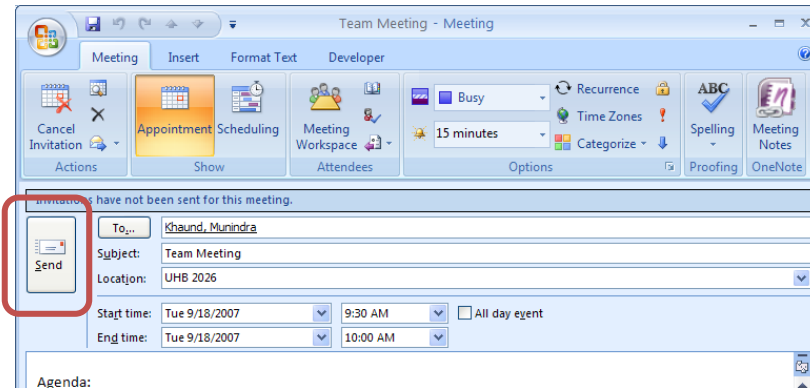 Team Meeting - Meeting
Meeting Insert Format Text Developer
Cancel Invitation
Appointment Scheduling
Meeting Workspace
Busy
15 minutes
Recurrence
Time Zones
Categorize
ABC
Spelling
Meeting Notes
Actions Show Attendees Options Proofing OneNote
Invitations have not been sent for this meeting.
Send
To... Khaund, Munindra
Subject: Team Meeting
Location: UHB 2026
Start time: Tue 9/18/2007 9:30 AM All day event
End time: Tue 9/18/2007 10:00 AM
Agenda: